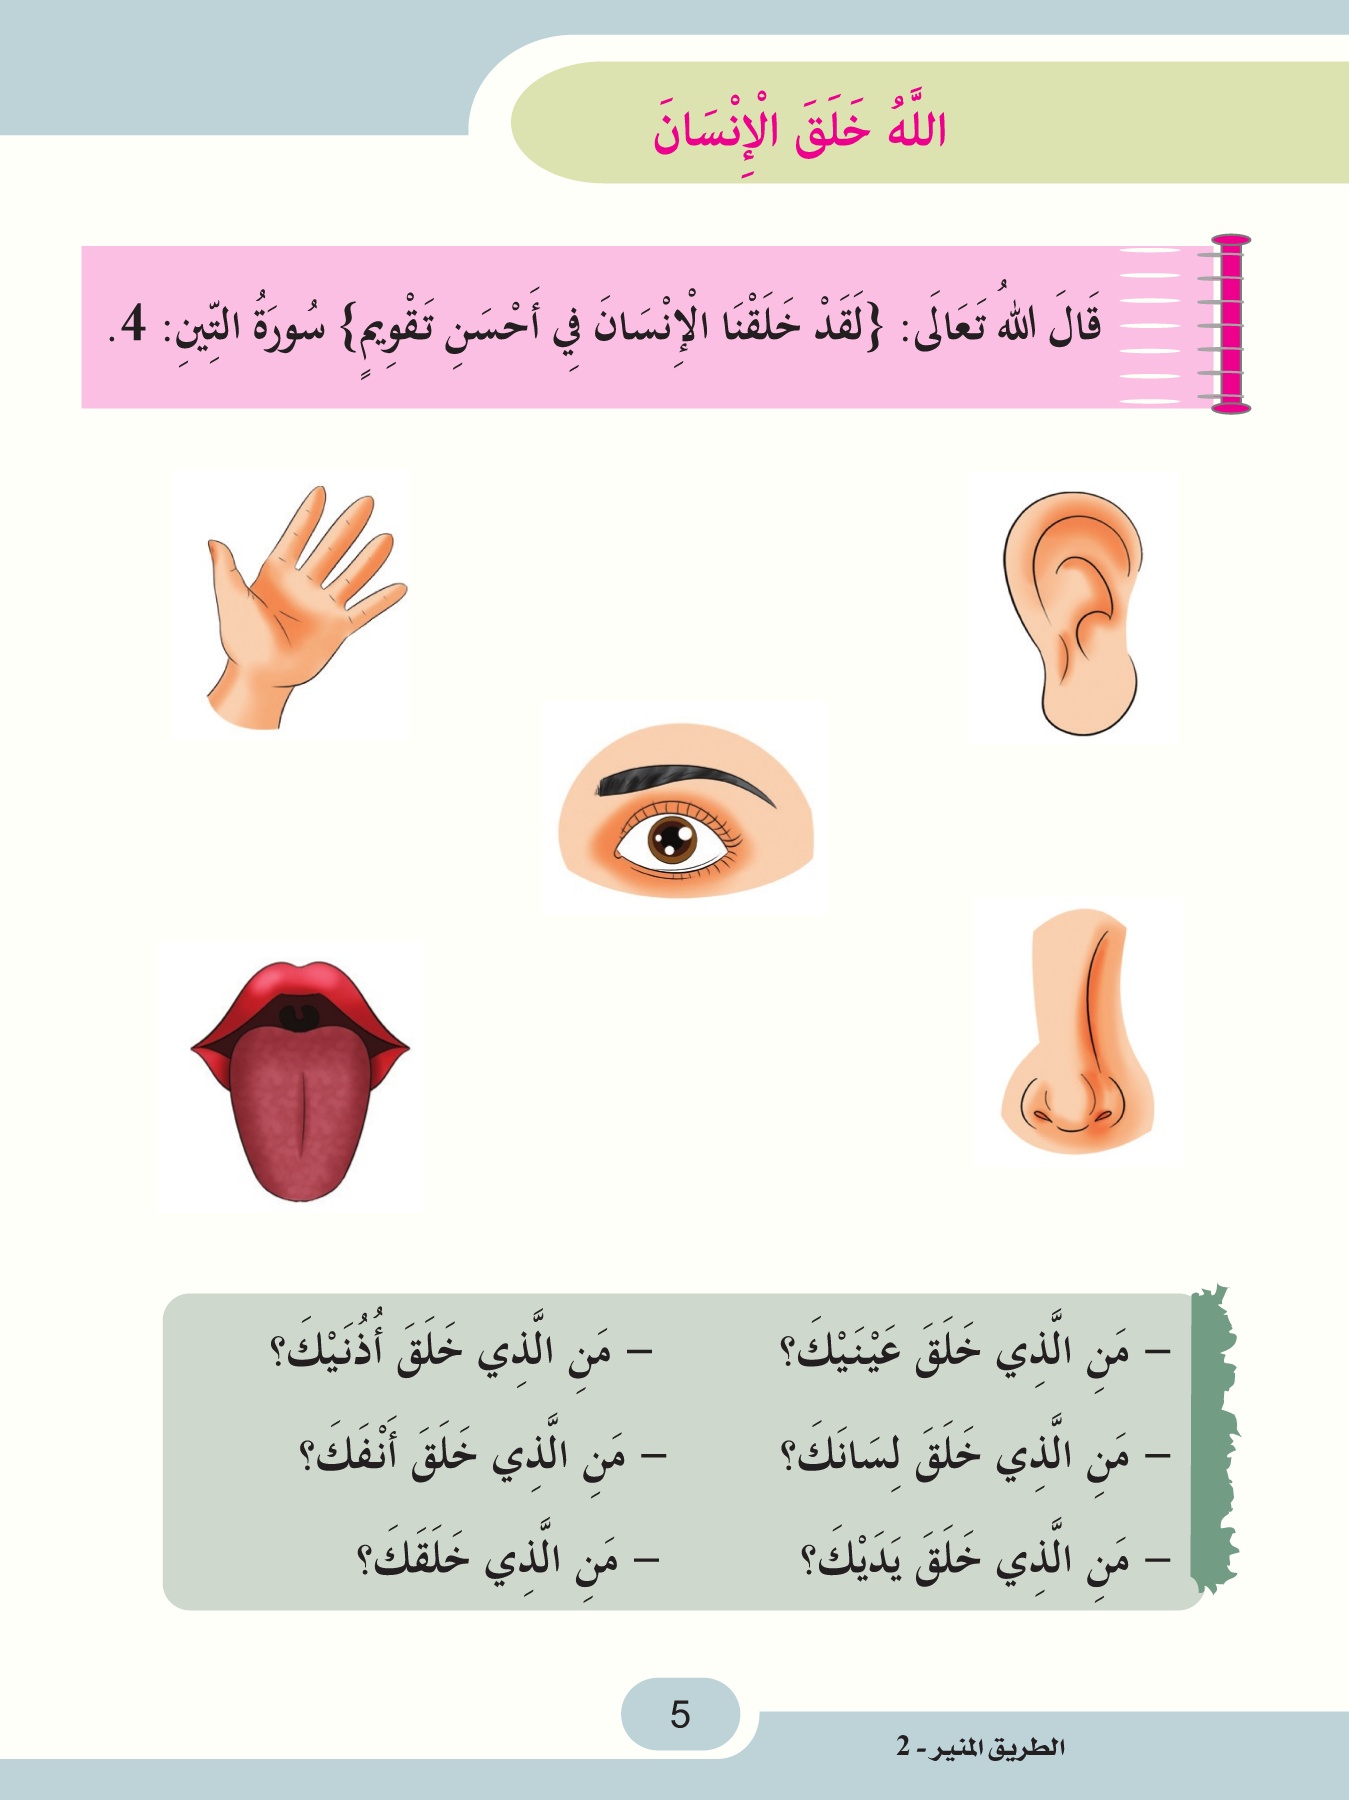 اللَّهُ خَلَقَ الْإِنْسَانَ
قَالَ اللهُ تَعَالَى: {لَقَدْ خَلَقْنَا الْإِنْسَانَ فِي أَحْسَنِ تَقْوِيمٍ} سُورَةُ التِّينِ: 4.
– مَنِ الَّذِي خَلَقَ عَيْنَيْكَ؟ – مَنِ الَّذِي خَلَقَ أُذُنَيْكَ؟
– مَنِ الَّذِي خَلَقَ لِسَانَكَ؟ – مَنِ الَّذِي خَلَقَ أَنْفَكَ؟
– مَنِ الَّذِي خَلَقَ يَدَيْكَ؟ – مَنِ الَّذِي خَلَقَكَ؟
5
الطريق المنير - 2